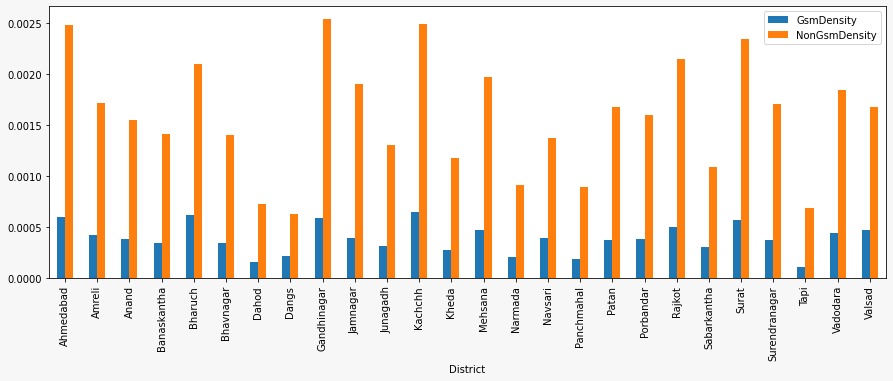 GsmDensity
NonGsmDensity
0.0025
0.0020
0.0015
0.0010
0.0005
0.0000
Ahmedabad
Amreli
Anand
Banaskantha
Bharuch
Bhavnagar
Dahod
Dangs
Gandhinagar
Jamnagar
Junagadh
Kachchh
Kheda
Mehsana
Narmada
Navsari
Panchmahal
Patan
Porbandar
Rajkot
Sabarkantha
Surat
Surendranagar
Tapi
Vadodara
Valsad
District